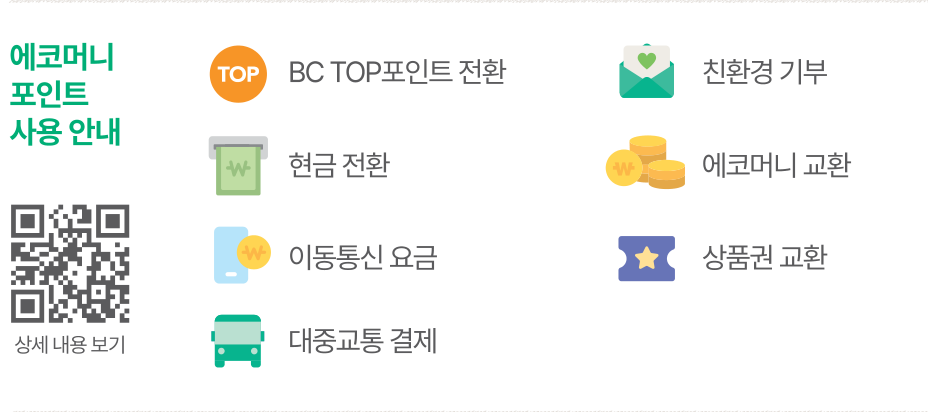 에코머니
포인트
사용 안내
상세 내용 보기
TOP
BC TOP포인트 전환
현금 전환
이동통신 요금
대중교통 결제
친환경 기부
에코머니 교환
상품권 교환